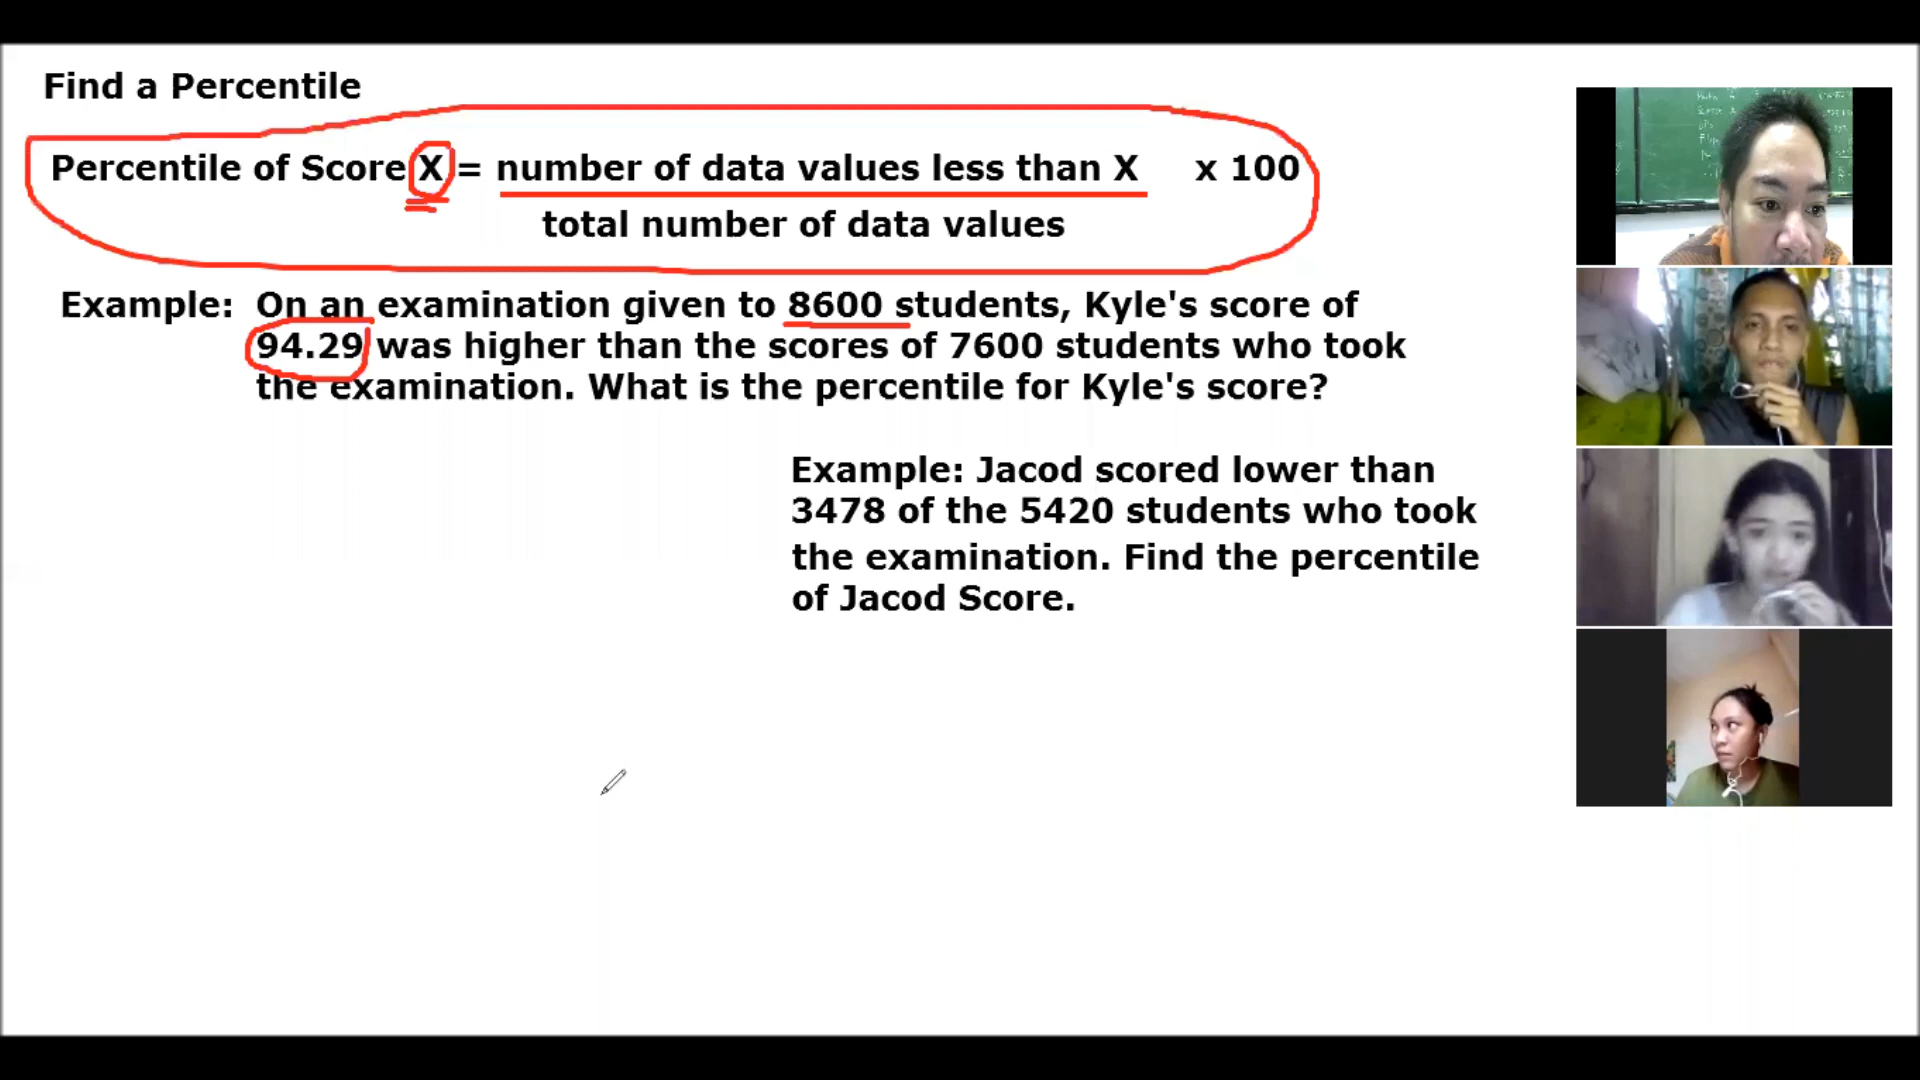 Find a Percentile
Percentile of Score X = number of data values less than X x 100
total number of data values
Example: On an examination given to 8600 students, Kyle's score of
94.29 was higher than the scores of 7600 students who took
the examination. What is the percentile for Kyle's score?
Example: Jacod scored lower than
3478 of the 5420 students who took
the examination. Find the percentile
of Jacod Score.